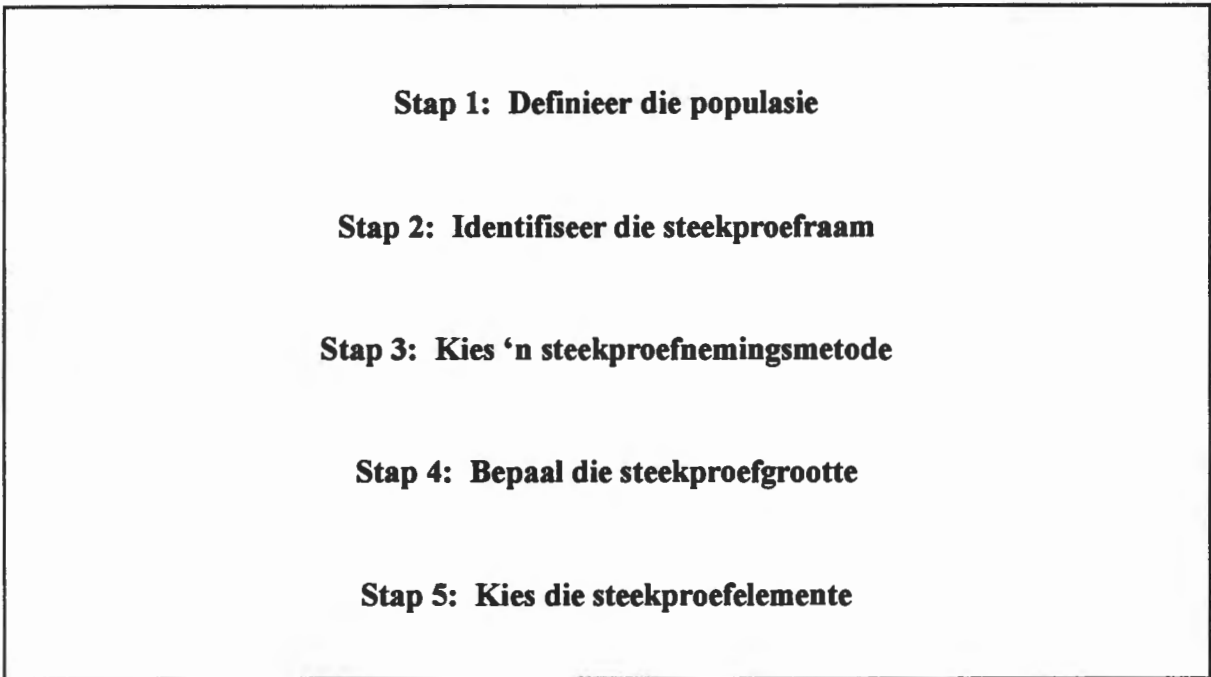 Stap 1: Definieer die populasie
Stap 2: Identifiseer die steekproefraam
Stap 3: Kies ‘n steekproefnemingsmetode
Stap 4: Bepaal die steekproefgrootte
Stap 5: Kies die steekproefelemente